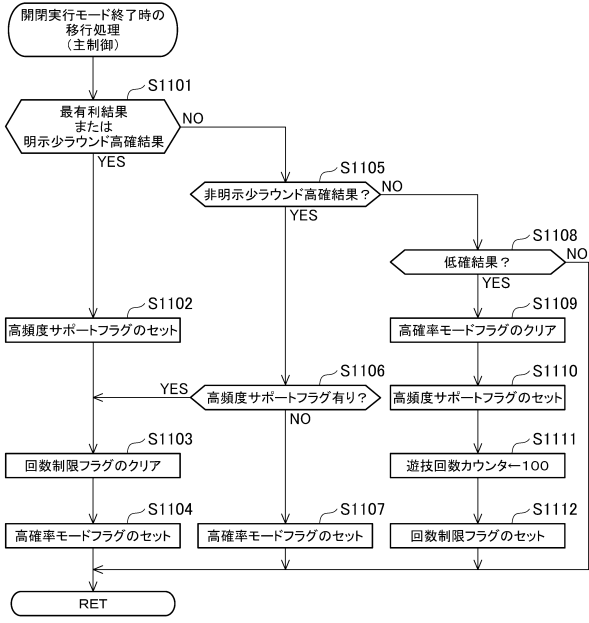 開閉実行モード終了時の
移行処理
（主制御）
S1101
最有利結果
または
明示少ラウンド高確結果
NO
YES
S1105
非明示少ラウンド高確結果？
NO
YES
S1108
低確結果？
NO
YES
S1102
高頻度サポートフラグのセット
S1109
高確率モードフラグのクリア
S1106
YES
高頻度サポートフラグ有り？
NO
S1110
高頻度サポートフラグのセット
S1103
回数制限フラグのクリア
S1111
遊技回数カウンタ←100
S1104
高確率モードフラグのセット
S1107
高確率モードフラグのセット
S1112
回数制限フラグのセット
RET